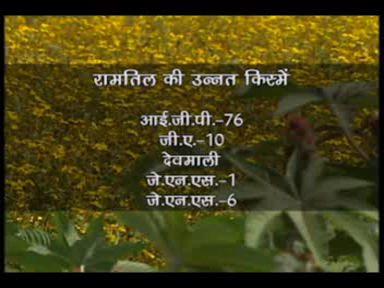 रामतिल की उन्नत किस्में
आई.जी.पी.-76
जी.ए.-10
देवमाली
जे.एन.एस.-1
जे.एन.एस.-6